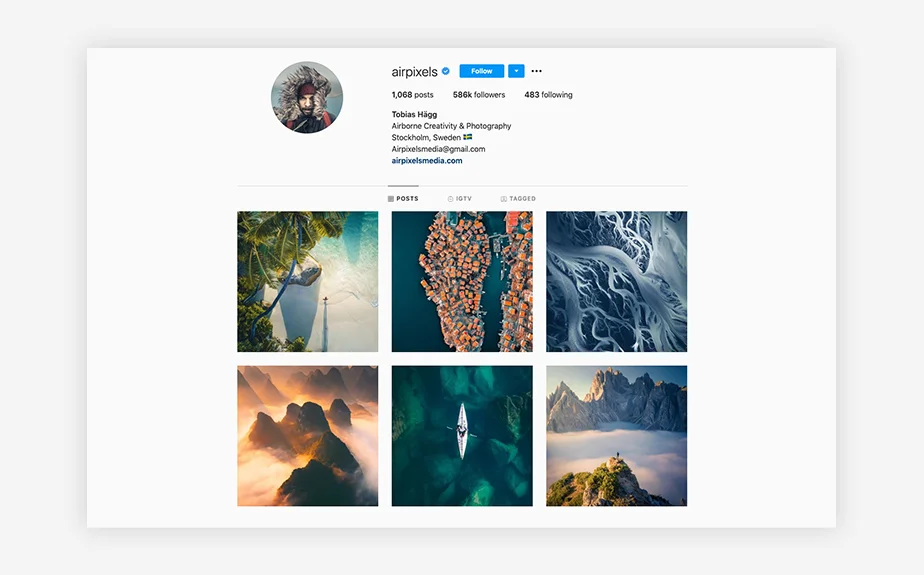 airpixels Follow
1,068 posts 586k followers 483 following
Tobias Hägg
Airborne Creativity & Photography
Stockholm, Sweden 🇸🇪
Airpixelsmedia@gmail.com
airpixelsmedia.com
POSTS IGTV TAGGED